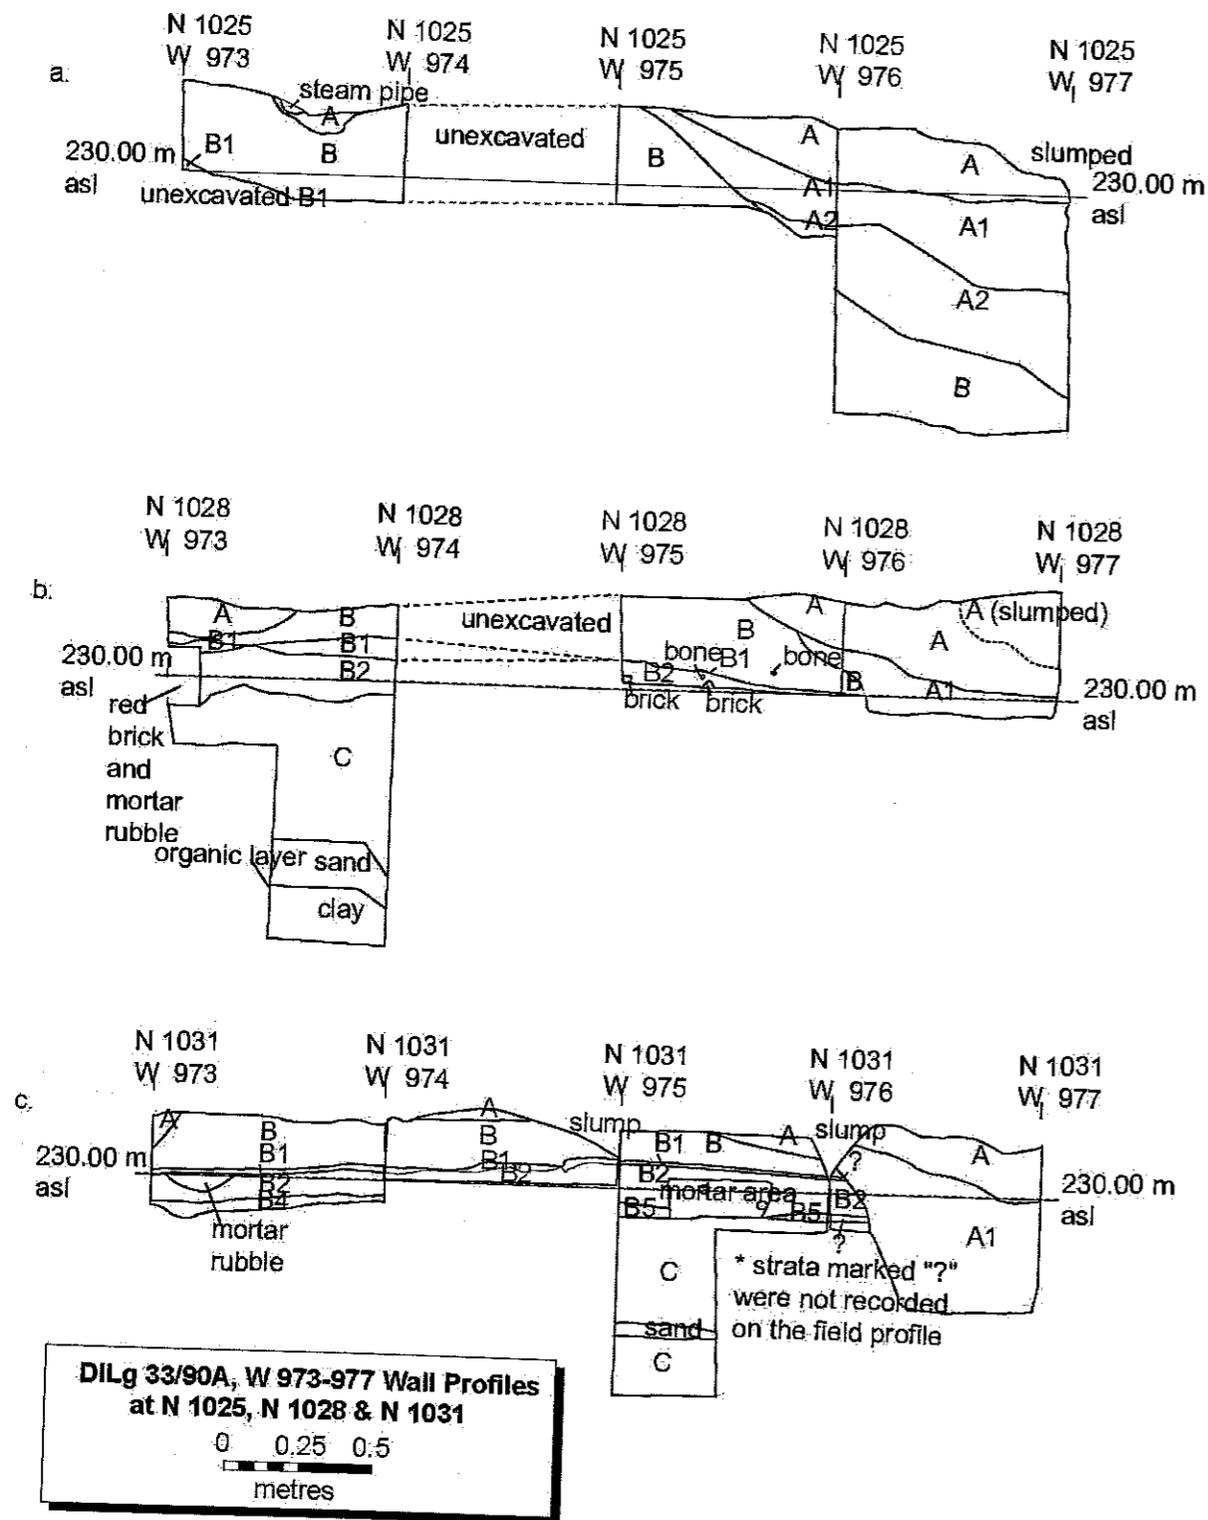 a.
N 1025
W 973
N 1025
W 974
N 1025
W 975
N 1025
W 976
N 1025
W 977
steam pipe
A
B1
B
unexcavated
B
A
A
slumped
230.00 m
asl
230.00 m
asl
unexcavated B1
A1
A2
A1
A2
B
b.
N 1028
W 973
N 1028
W 974
N 1028
W 975
N 1028
W 976
N 1028
W 977
A
B
unexcavated
B
A
A
A (slumped)
B1
B1
B2
bone
B1
bone
B2
B
A1
230.00 m
asl
230.00 m
asl
brick
brick
red
brick
and
mortar
rubble
C
organic layer
sand
clay
c.
N 1031
W 973
N 1031
W 974
N 1031
W 975
N 1031
W 976
N 1031
W 977
A
B
B1
A
B
B1
B2
slump
B1
B
A
slump
?
A
230.00 m
asl
230.00 m
asl
B2
B4
B2
mortar area
B5
B5
B2
?
A1
mortar
rubble
C
sand
C
* strata marked "?"
were not recorded
on the field profile
DILg 33/90A, W 973-977 Wall Profiles
at N 1025, N 1028 & N 1031
0 0.25 0.5
metres